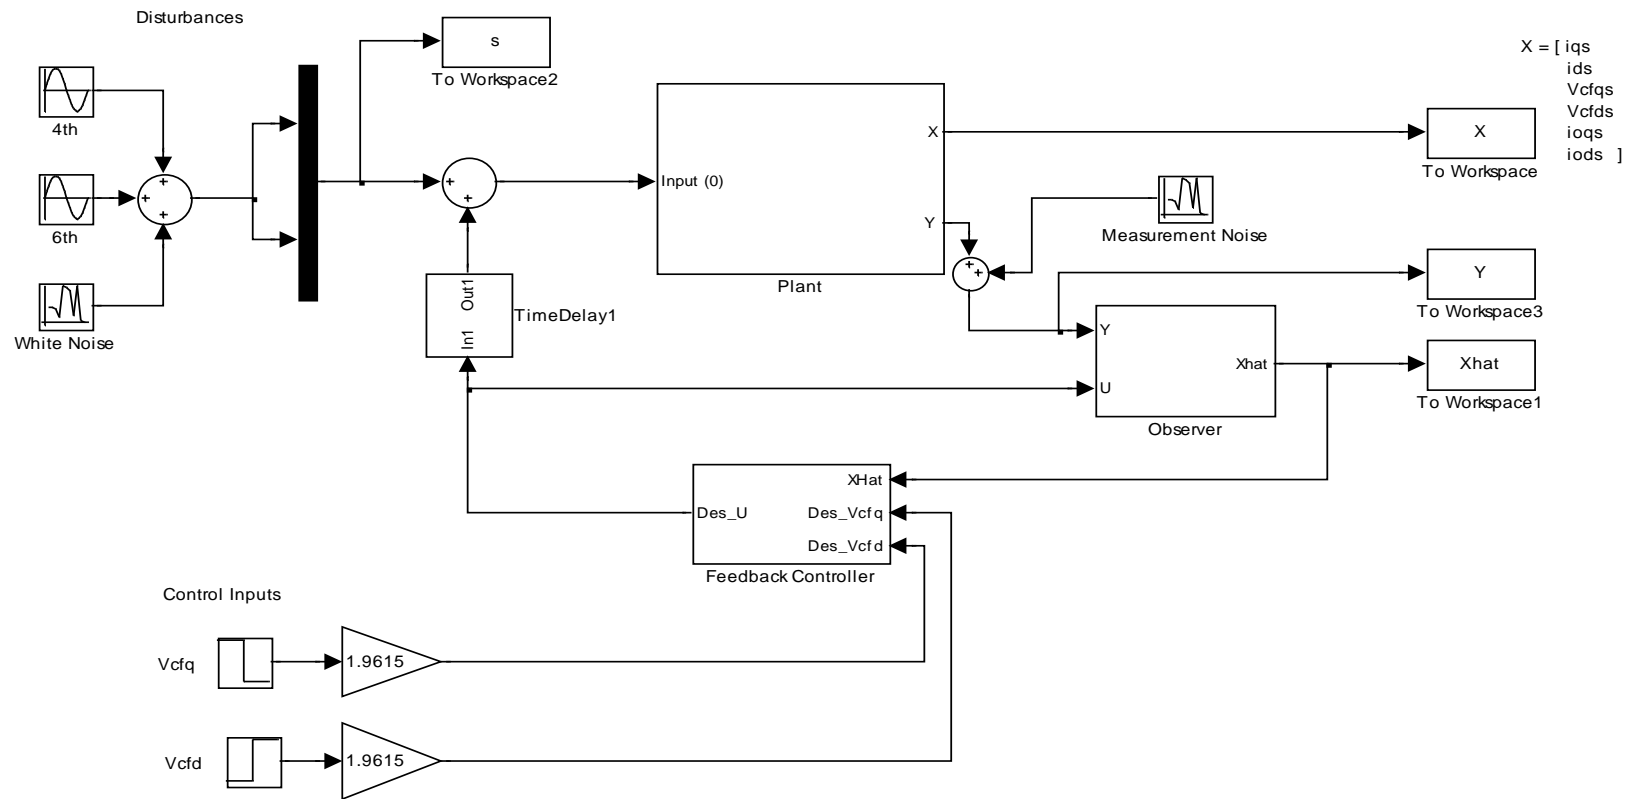 Disturbances
4th
+
+
+
6th
White Noise
s
To Workspace2
+
+
Out1
In1
TimeDelay1
Input (0)
X
Y
Plant
X = [ iqs
ids
Vcfqs
Vcfds
ioqs
iods ]
X
To Workspace
Measurement Noise
+
+
Y
To Workspace3
Y
U
Xhat
Observer
Xhat
To Workspace1
XHat
Des_U
Des_Vcfq
Des_Vcfd
Feedback Controller
Control Inputs
Vcfq
1.9615
Vcfd
1.9615